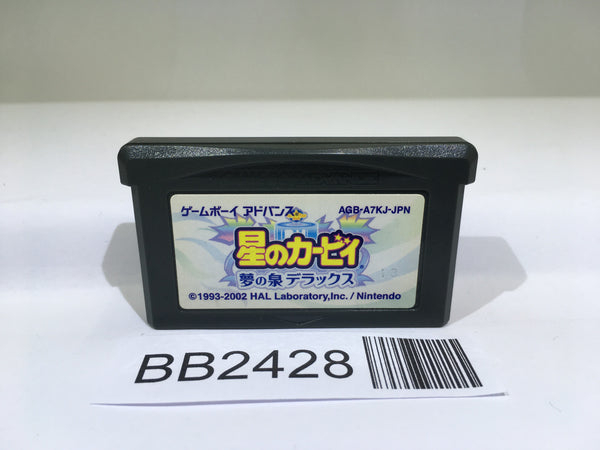 ゲームボーイ アドバンス
AGB-A7KJ-JPN
星のカービィ
夢の泉 デラックス
©1993-2002 HAL Laboratory,Inc. / Nintendo
BB2428